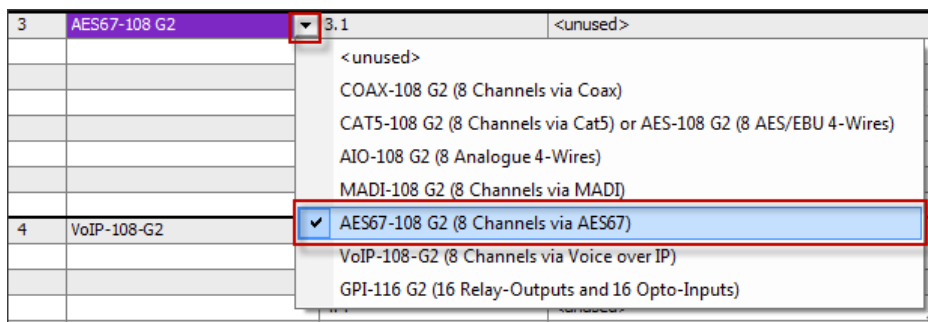 3 AES67-108 G2 3.1 <unused>
<unused>
COAX-108 G2 (8 Channels via Coax)
CAT5-108 G2 (8 Channels via Cat5) or AES-108 G2 (8 AES/EBU 4-Wires)
AIO-108 G2 (8 Analogue 4-Wires)
MADI-108 G2 (8 Channels via MADI)
AES67-108 G2 (8 Channels via AES67)
4 VoIP-108-G2
VoIP-108-G2 (8 Channels via Voice over IP)
GPI-116 G2 (16 Relay-Outputs and 16 Opto-Inputs)